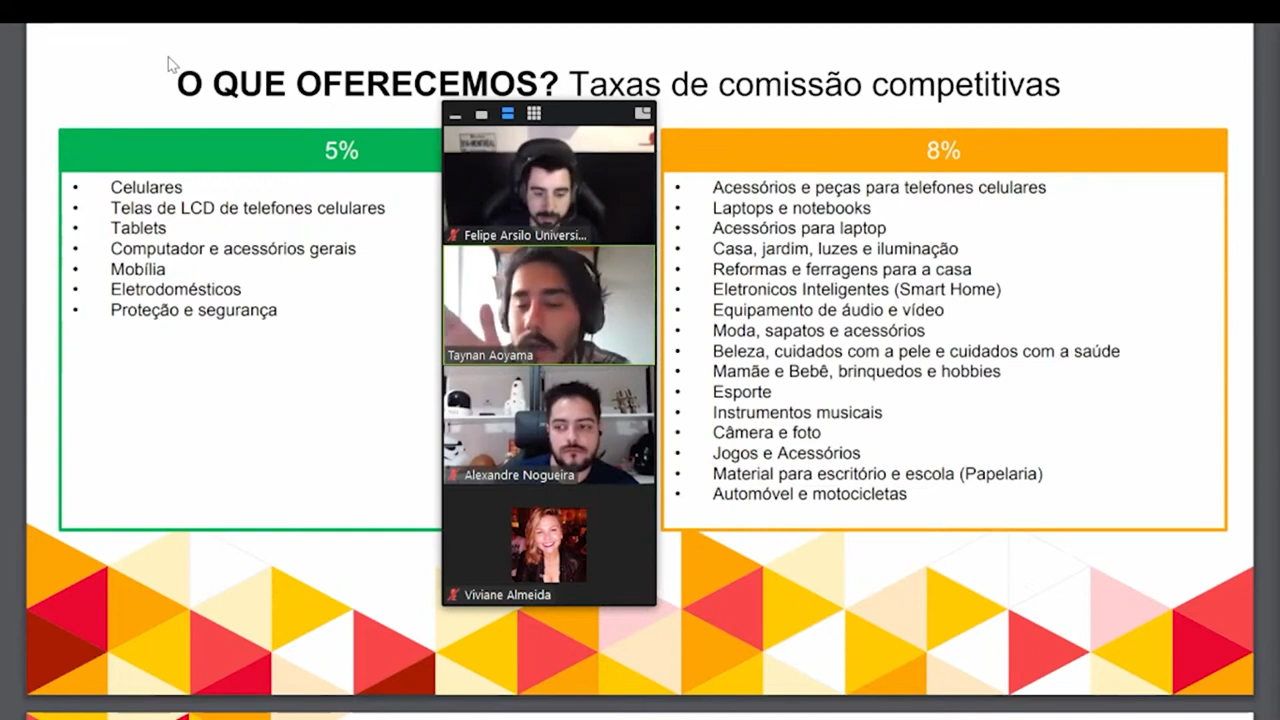 O QUE OFERECEMOS? Taxas de comissão competitivas
5%
• Celulares
• Telas de LCD de telefones celulares
• Tablets
• Computador e acessórios gerais
• Mobília
• Eletrodomésticos
• Proteção e segurança
Felipe Arsilo Universi...
Taynan Aoyama
Alexandre Nogueira
Viviane Almeida
8%
• Acessórios e peças para telefones celulares
• Laptops e notebooks
• Acessórios para laptop
• Casa, jardim, luzes e iluminação
• Reformas e ferragens para a casa
• Eletronicos Inteligentes (Smart Home)
• Equipamento de áudio e vídeo
• Moda, sapatos e acessórios
• Beleza, cuidados com a pele e cuidados com a saúde
• Mamãe e Bebê, brinquedos e hobbies
• Esporte
• Instrumentos musicais
• Câmera e foto
• Jogos e Acessórios
• Material para escritório e escola (Papelaria)
• Automóvel e motocicletas